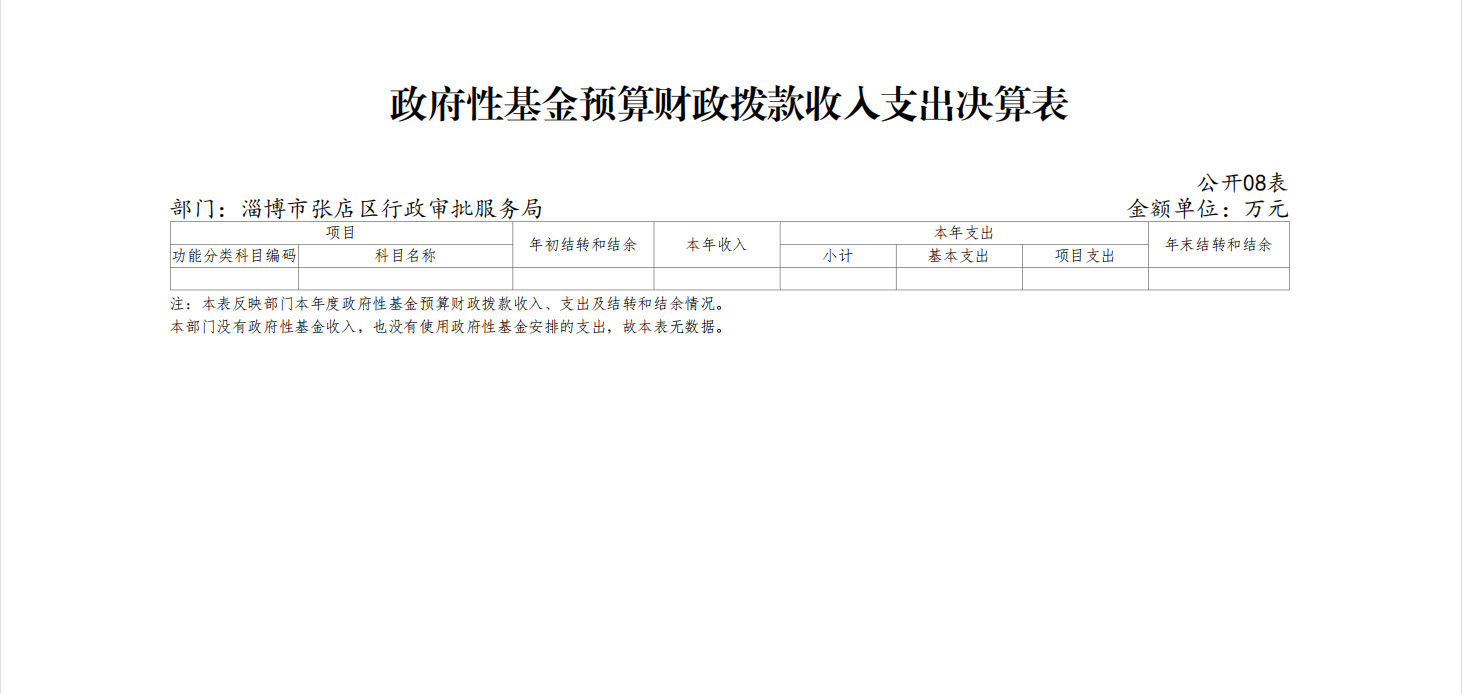 政府性基金预算财政拨款收入支出决算表
公开08表
部门：淄博市张店区行政审批服务局 金额单位：万元
项目 年初结转和结余 本年收入 本年支出 年末结转和结余
功能分类科目编码 科目名称 小计 基本支出 项目支出
注：本表反映部门本年度政府性基金预算财政拨款收入、支出及结转和结余情况。
本部门没有政府性基金收入，也没有使用政府性基金安排的支出，故本表无数据。